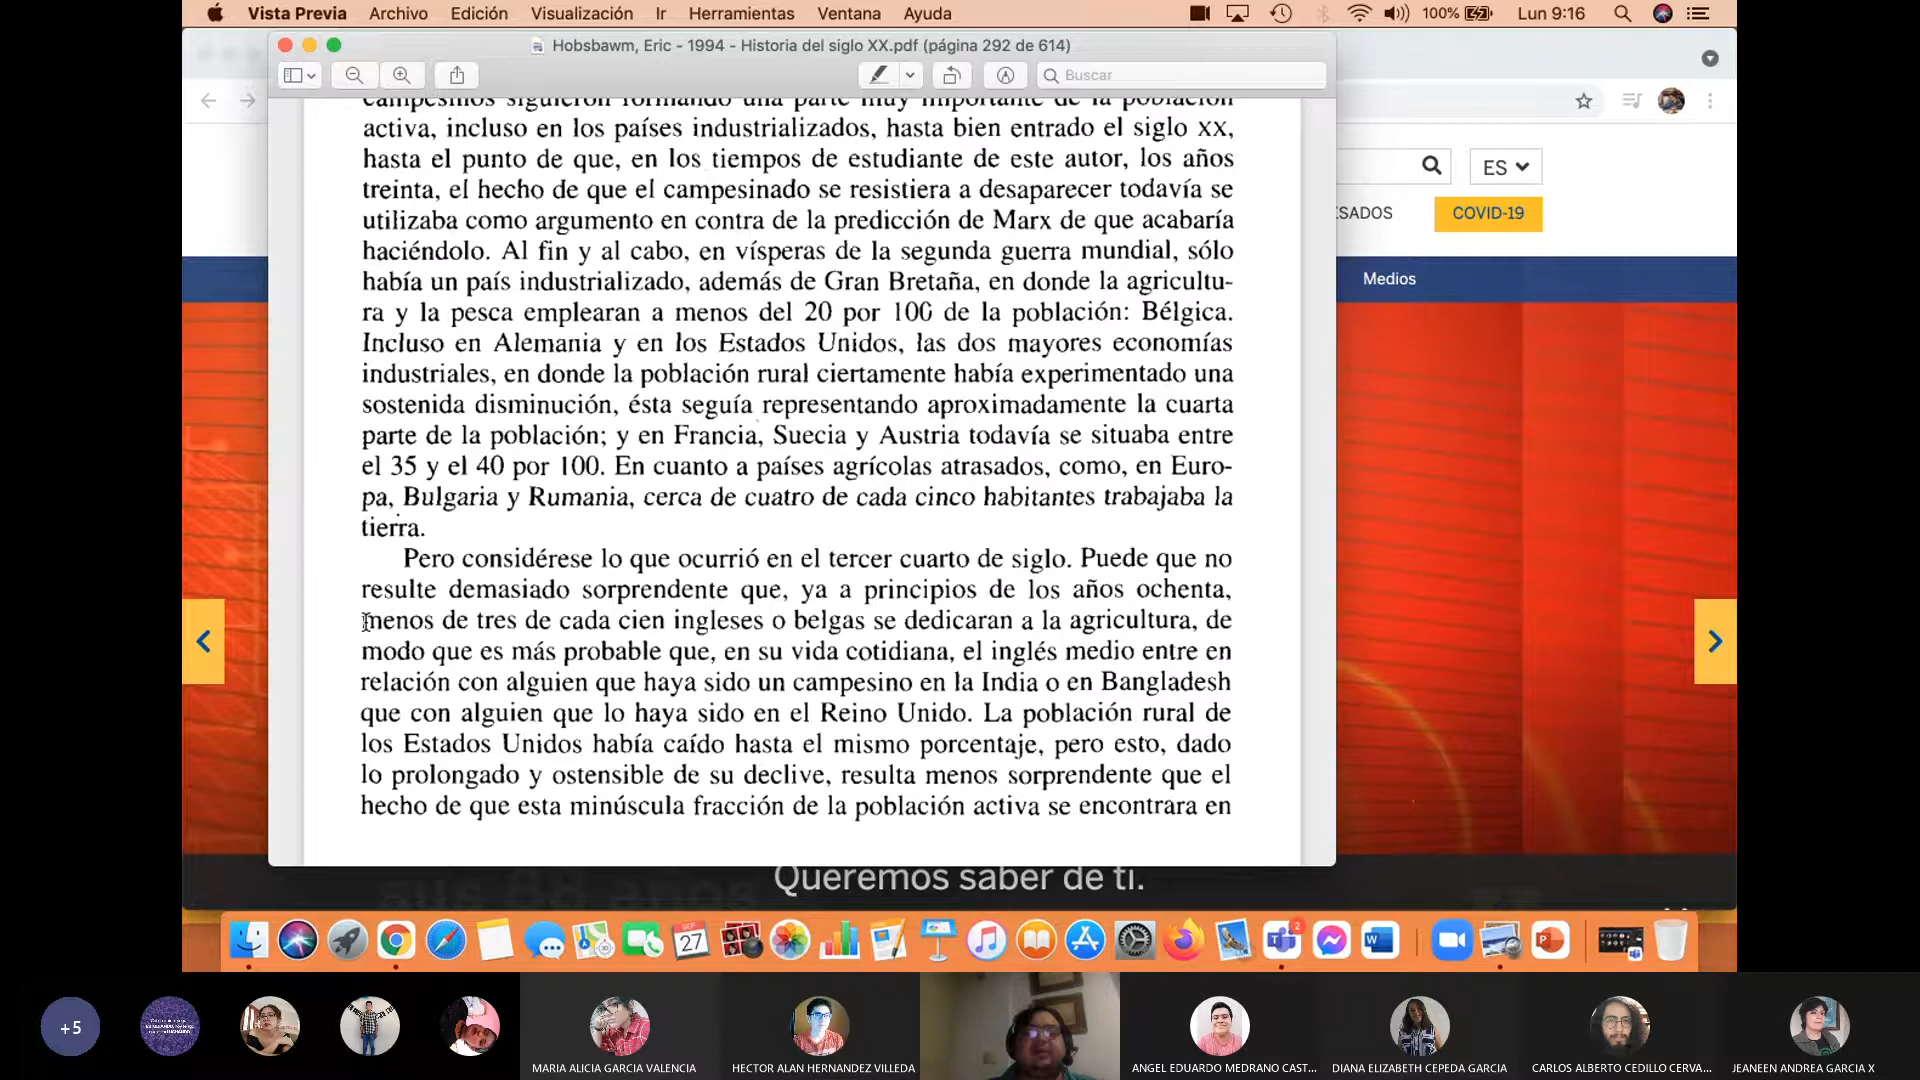 Vista Previa Archivo Edición Visualización Ir Herramientas Ventana Ayuda 100% Lun 9:16
Hobsbawm, Eric - 1994 - Historia del siglo XX.pdf (página 292 de 614)
Buscar
campesinos siguieron formando una parte muy importante de la población
activa, incluso en los países industrializados, hasta bien entrado el siglo XX,
hasta el punto de que, en los tiempos de estudiante de este autor, los años
treinta, el hecho de que el campesinado se resistiera a desaparecer todavía se
utilizaba como argumento en contra de la predicción de Marx de que acabaría
haciéndolo. Al fin y al cabo, en vísperas de la segunda guerra mundial, sólo
había un país industrializado, además de Gran Bretaña, en donde la agricultu-
ra y la pesca emplearan a menos del 20 por 100 de la población: Bélgica.
Incluso en Alemania y en los Estados Unidos, las dos mayores economías
industriales, en donde la población rural ciertamente había experimentado una
sostenida disminución, ésta seguía representando aproximadamente la cuarta
parte de la población; y en Francia, Suecia y Austria todavía se situaba entre
el 35 y el 40 por 100. En cuanto a países agrícolas atrasados, como, en Euro-
pa, Bulgaria y Rumania, cerca de cuatro de cada cinco habitantes trabajaba la
tierra.
Pero considérese lo que ocurrió en el tercer cuarto de siglo. Puede que no
resulte demasiado sorprendente que, ya a principios de los años ochenta,
menos de tres de cada cien ingleses o belgas se dedicaran a la agricultura, de
modo que es más probable que, en su vida cotidiana, el inglés medio entre en
relación con alguien que haya sido un campesino en la India o en Bangladesh
que con alguien que lo haya sido en el Reino Unido. La población rural de
los Estados Unidos había caído hasta el mismo porcentaje, pero esto, dado
lo prolongado y ostensible de su declive, resulta menos sorprendente que el
hecho de que esta minúscula fracción de la población activa se encontrara en
ES
ESADOS
COVID-19
Medios
sus 88 años
Queremos saber de ti.
SEP
27
2
+5
MARIA ALICIA GARCIA VALENCIA
HECTOR ALAN HERNANDEZ VILLEDA
ANGEL EDUARDO MEDRANO CAST...
DIANA ELIZABETH CEPEDA GARCIA
CARLOS ALBERTO CEDILLO CERVA...
JEANEEN ANDREA GARCIA X